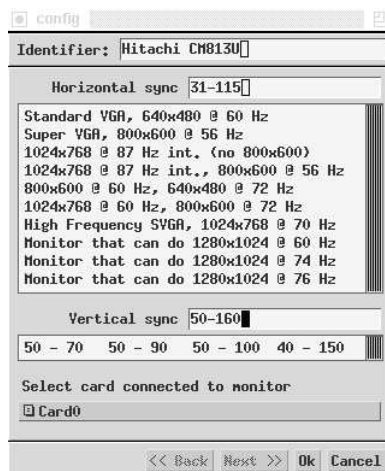 config
Identifier: Hitachi CM813U
Horizontal sync 31-115
Standard VGA, 640x480 @ 60 Hz
Super VGA, 800x600 @ 56 Hz
1024x768 @ 87 Hz int. (no 800x600)
1024x768 @ 87 Hz int., 800x600 @ 56 Hz
800x600 @ 60 Hz, 640x480 @ 72 Hz
1024x768 @ 60 Hz, 800x600 @ 72 Hz
High Frequency SVGA, 1024x768 @ 70 Hz
Monitor that can do 1280x1024 @ 60 Hz
Monitor that can do 1280x1024 @ 74 Hz
Monitor that can do 1280x1024 @ 76 Hz
Vertical sync 50-160
50 - 70 50 - 90 50 - 100 40 - 150
Select card connected to monitor
Card0
<< Back Next >> Ok Cancel